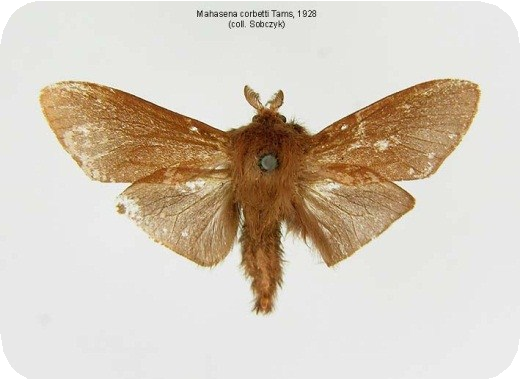 Mahasena corbetti Tams, 1928
(coll. Sobczyk)